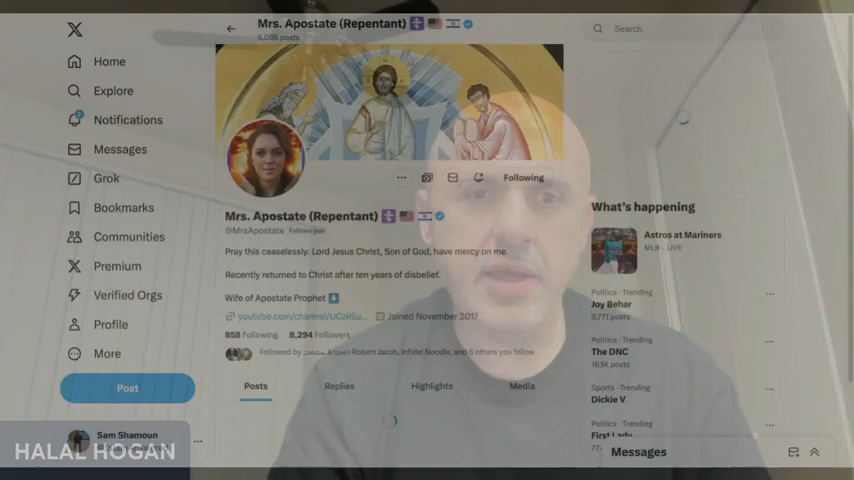 Mrs. Apostate (Repentant)
5,085 posts
Search
Home
Explore
2
Notifications
Messages
Grok
Bookmarks
Communities
Premium
Verified Orgs
Profile
More
Post
Sam Shamoun
HALAL HOGAN
Following
Mrs. Apostate (Repentant)
@MrsApostate Follows you
Pray this ceaselessly: Lord Jesus Christ, Son of God, have mercy on me.
Recently returned to Christ after ten years of disbelief.
Wife of Apostate Prophet
youtube.com/channel/UCzREu... Joined November 2017
858 Following 8,294 Followers
Followed by Robert Jacob, Infidel Noodle, and 6 others you follow
Posts Replies Highlights Media
What's happening
Astros at Mariners
MLB · LIVE
Politics · Trending
Joy Behar
9,771 posts
Politics · Trending
The DNC
163K posts
Sports · Trending
Dickie V
Politics · Trending
First Lady
Messages